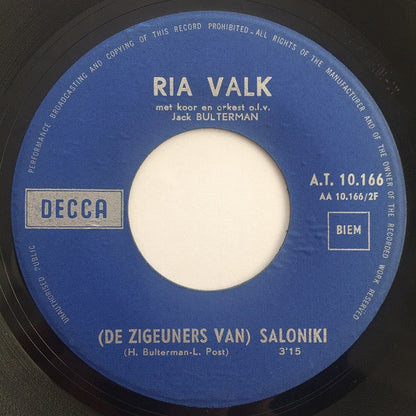 PERFORMANCE BROADCASTING AND COPYING OF THIS RECORD PROHIBITED-ALL RIGHTS OF THE MANUFACTURER AND OF THE OWNER OF THE RECORDED WORK RESERVED
UNAUTHORISED PUBLIC
RIA VALK
met koor en orkest o.l.v.
Jack BULTERMAN
DECCA
A.T. 10.166
AA 10.166/2F
BIEM
(DE ZIGEUNERS VAN) SALONIKI
(H. Bulterman-L. Post) 3'15